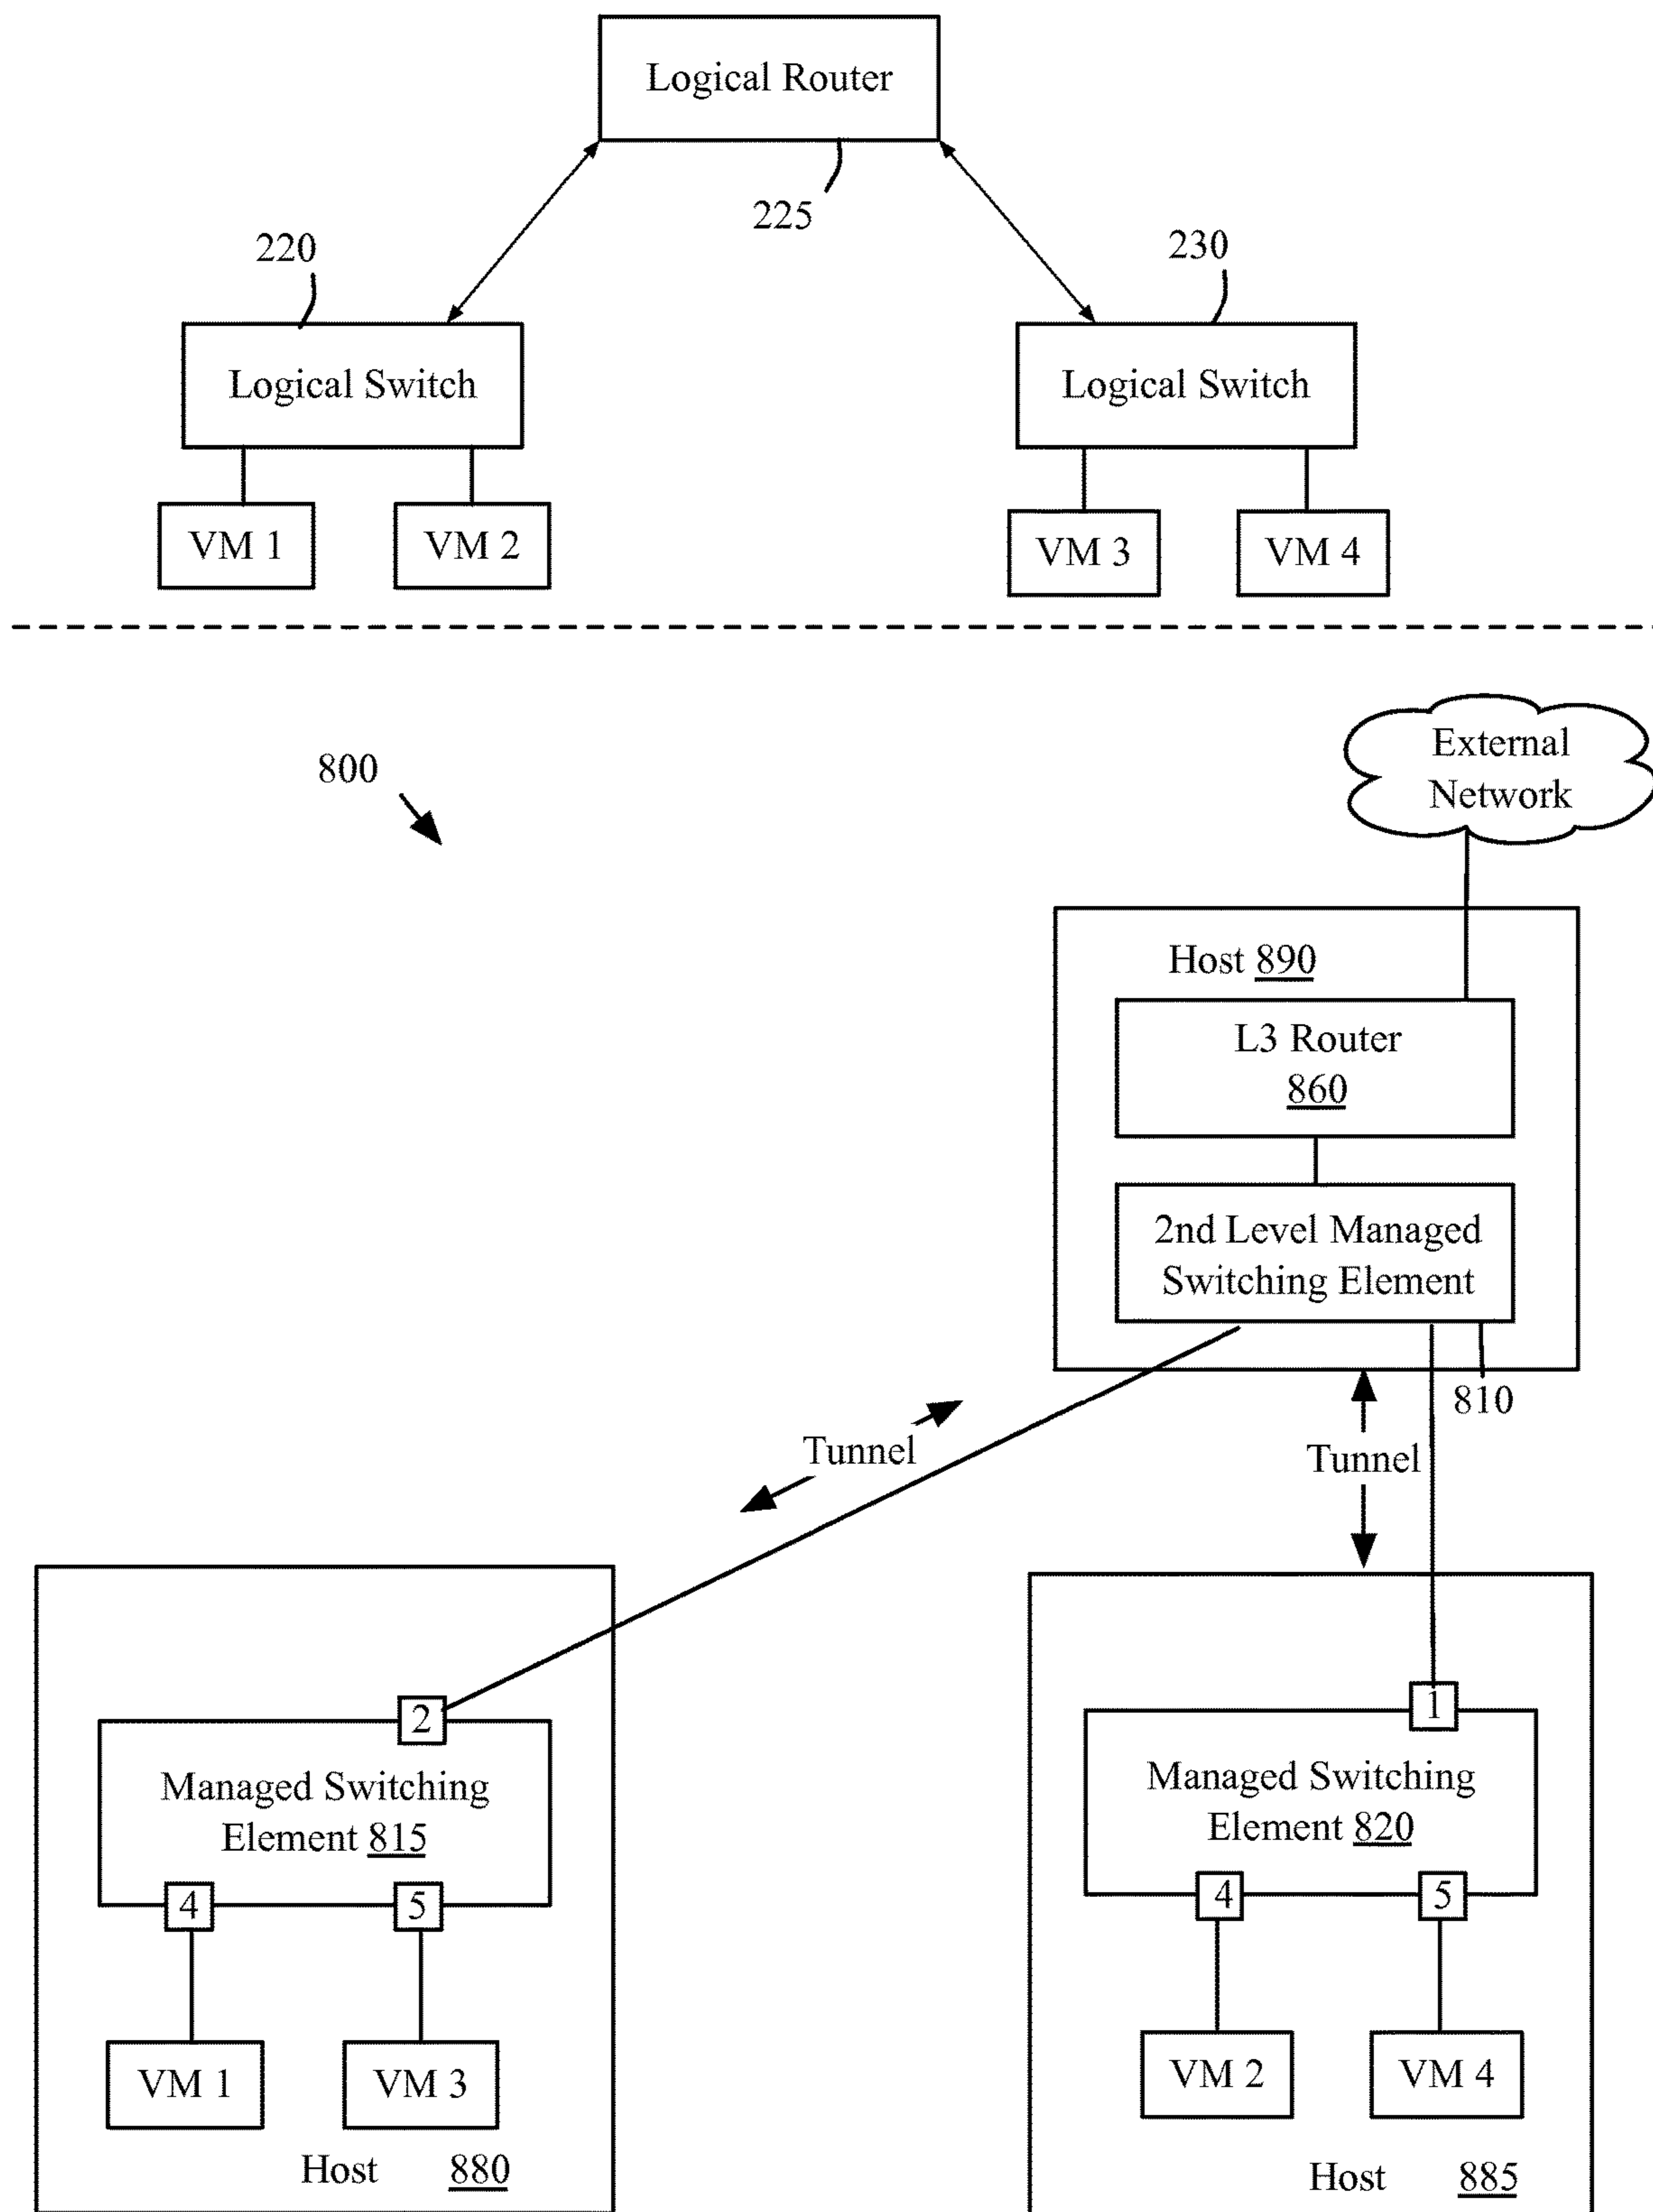 Logical Router
225
220
230
Logical Switch
Logical Switch
VM 1
VM 2
VM 3
VM 4
External
Network
800
Host 890
L3 Router
860
2nd Level Managed
Switching Element
810
Tunnel
Tunnel
2
1
Managed Switching
Element 815
Managed Switching
Element 820
4
5
4
5
VM 1
VM 3
VM 2
VM 4
Host 880
Host 885